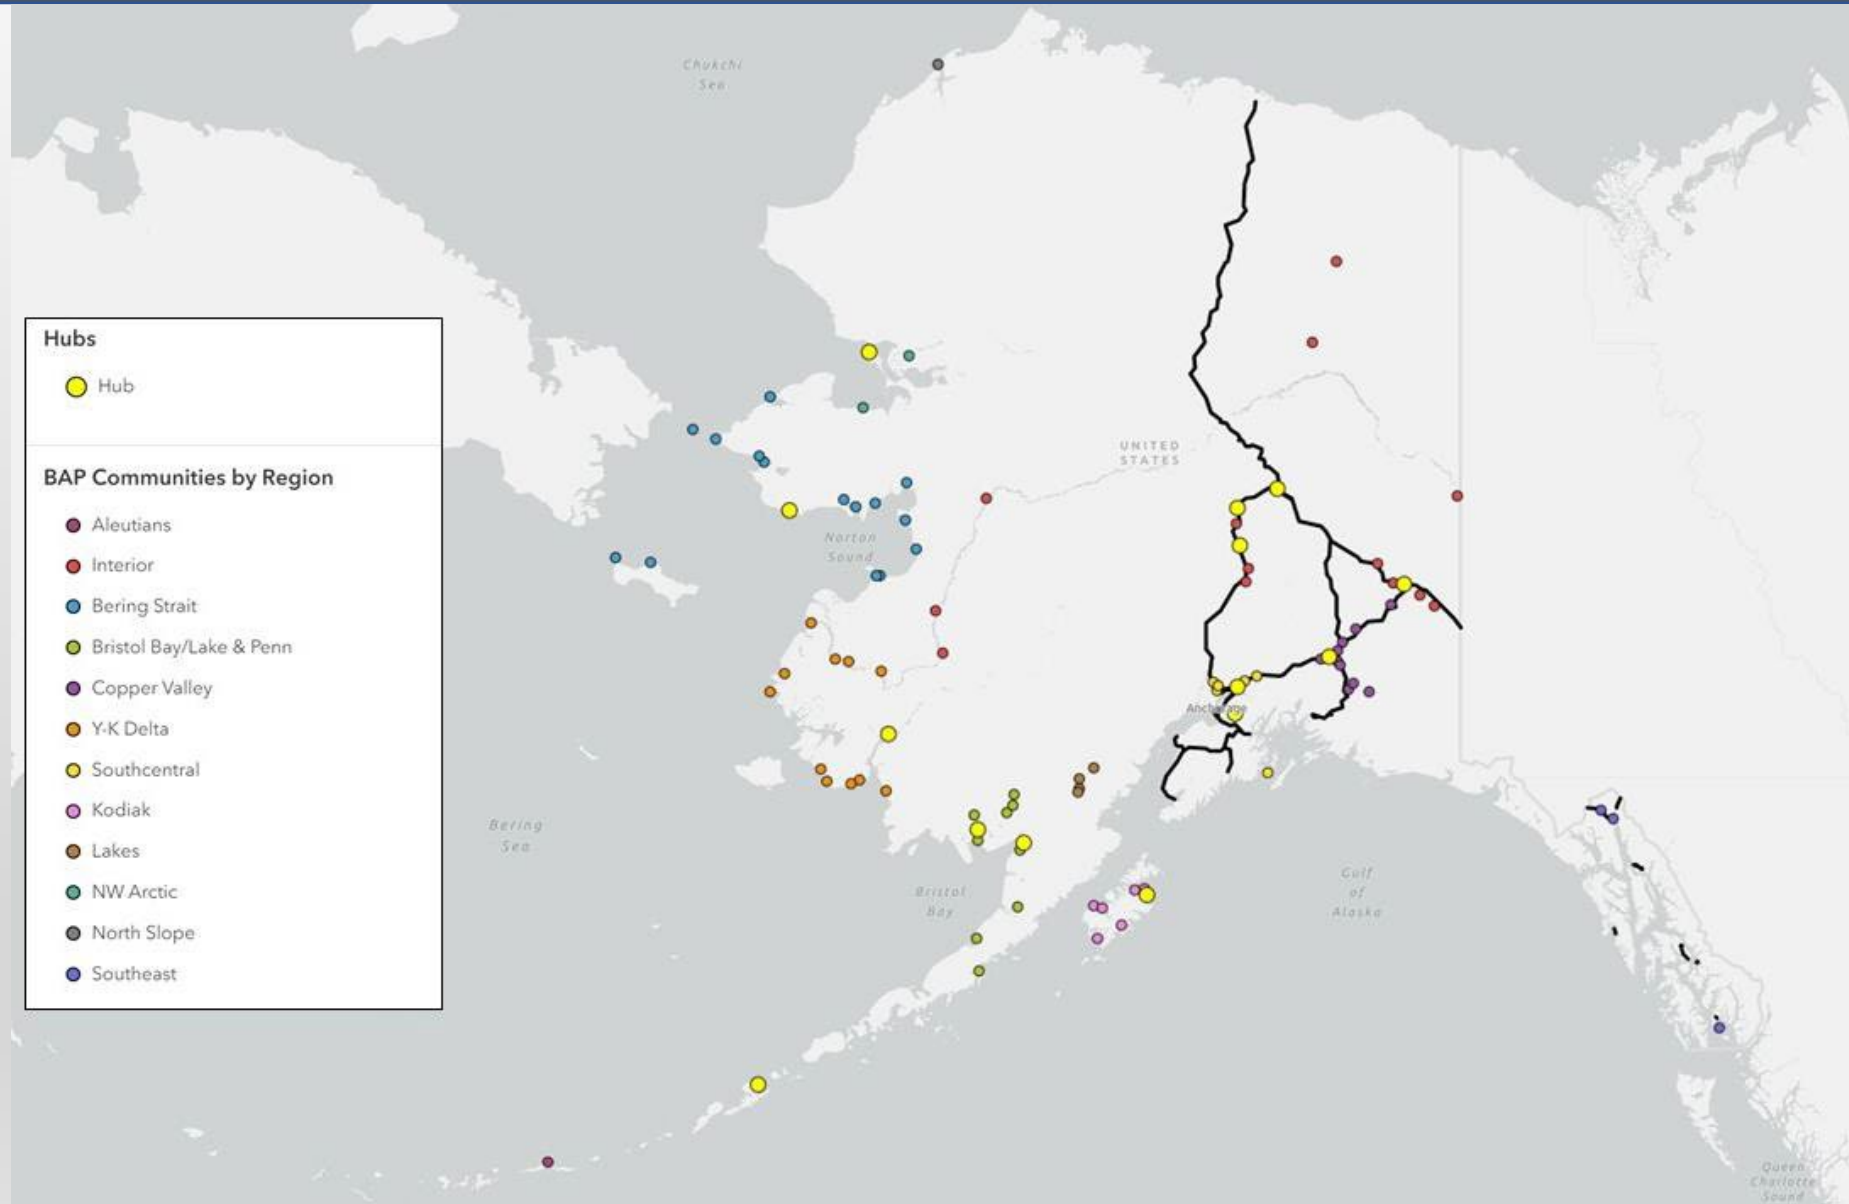 Chukchi
Sea
Hubs
Hub
BAP Communities by Region
Aleutians
Interior
Bering Strait
Bristol Bay/Lake & Penn
Copper Valley
Y-K Delta
Southcentral
Kodiak
Lakes
NW Arctic
North Slope
Southeast
UNITED
STATES
Norton
Sound
Anchorage
Bering
Sea
Bristol
Bay
Gulf
of
Alaska
Queen
Charlotte
Sound